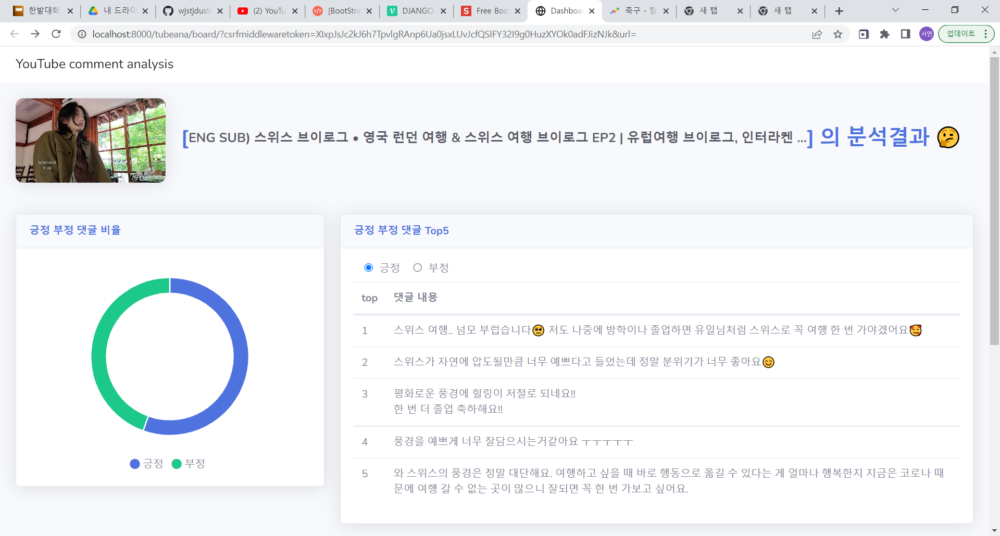 한밭대학
내 드라이
wjstjdus9
(2) YouTu
[BootStra
DJANGO
Free Boo
Dashboa
축구 - 탐
새 탭
새 탭
localhost:8000/tubeana/board/?csrfmiddlewaretoken=XIxpJsJc2kJ6h7TpvlgRAnp6Ua0jsxLUvJcfQSIFY32I9g0HuzXYOk0adFJizNJk&url=
서연
업데이트
YouTube comment analysis
wooseok
vlog
[ENG SUB) 스위스 브이로그 • 영국 런던 여행 & 스위스 여행 브이로그 EP2 | 유럽여행 브이로그, 인터라켄 ...] 의 분석결과 🤔
긍정 부정 댓글 비율
긍정 부정
긍정 부정 댓글 Top5
긍정 부정
top 댓글 내용
1 스위스 여행.. 넘모 부럽습니다🥺 저도 나중에 방학이나 졸업하면 유일님처럼 스위스로 꼭 여행 한 번 가야겠어요🥰
2 스위스가 자연에 압도될만큼 너무 예쁘다고 들었는데 정말 분위기가 너무 좋아요😊
3 평화로운 풍경에 힐링이 저절로 되네요!!
한 번 더 졸업 축하해요!!
4 풍경을 예쁘게 너무 잘담으시는거같아요 ㅜㅜㅜㅜㅜ
5 와 스위스의 풍경은 정말 대단해요. 여행하고 싶을 때 바로 행동으로 옮길 수 있다는 게 얼마나 행복한지 지금은 코로나 때
문에 여행 갈 수 없는 곳이 많으니 잘되면 꼭 한 번 가보고 싶어요.